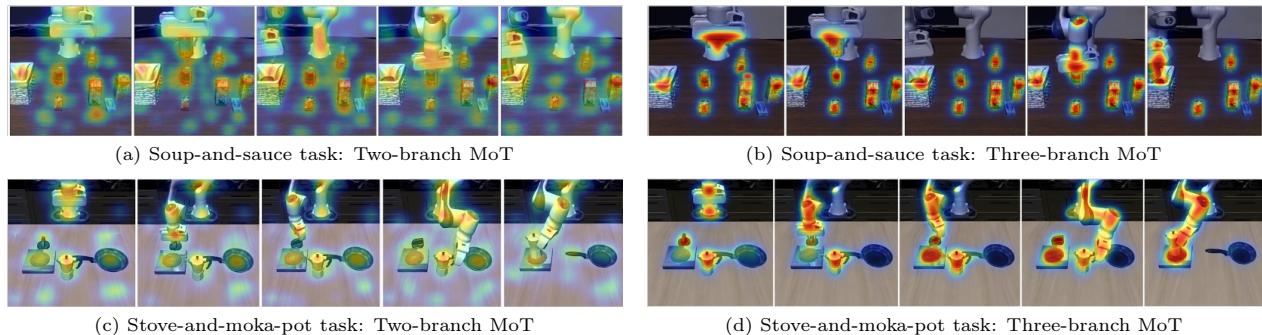 (a) Soup-and-sauce task: Two-branch MoT
(b) Soup-and-sauce task: Three-branch MoT
(c) Stove-and-moka-pot task: Two-branch MoT
(d) Stove-and-moka-pot task: Three-branch MoT